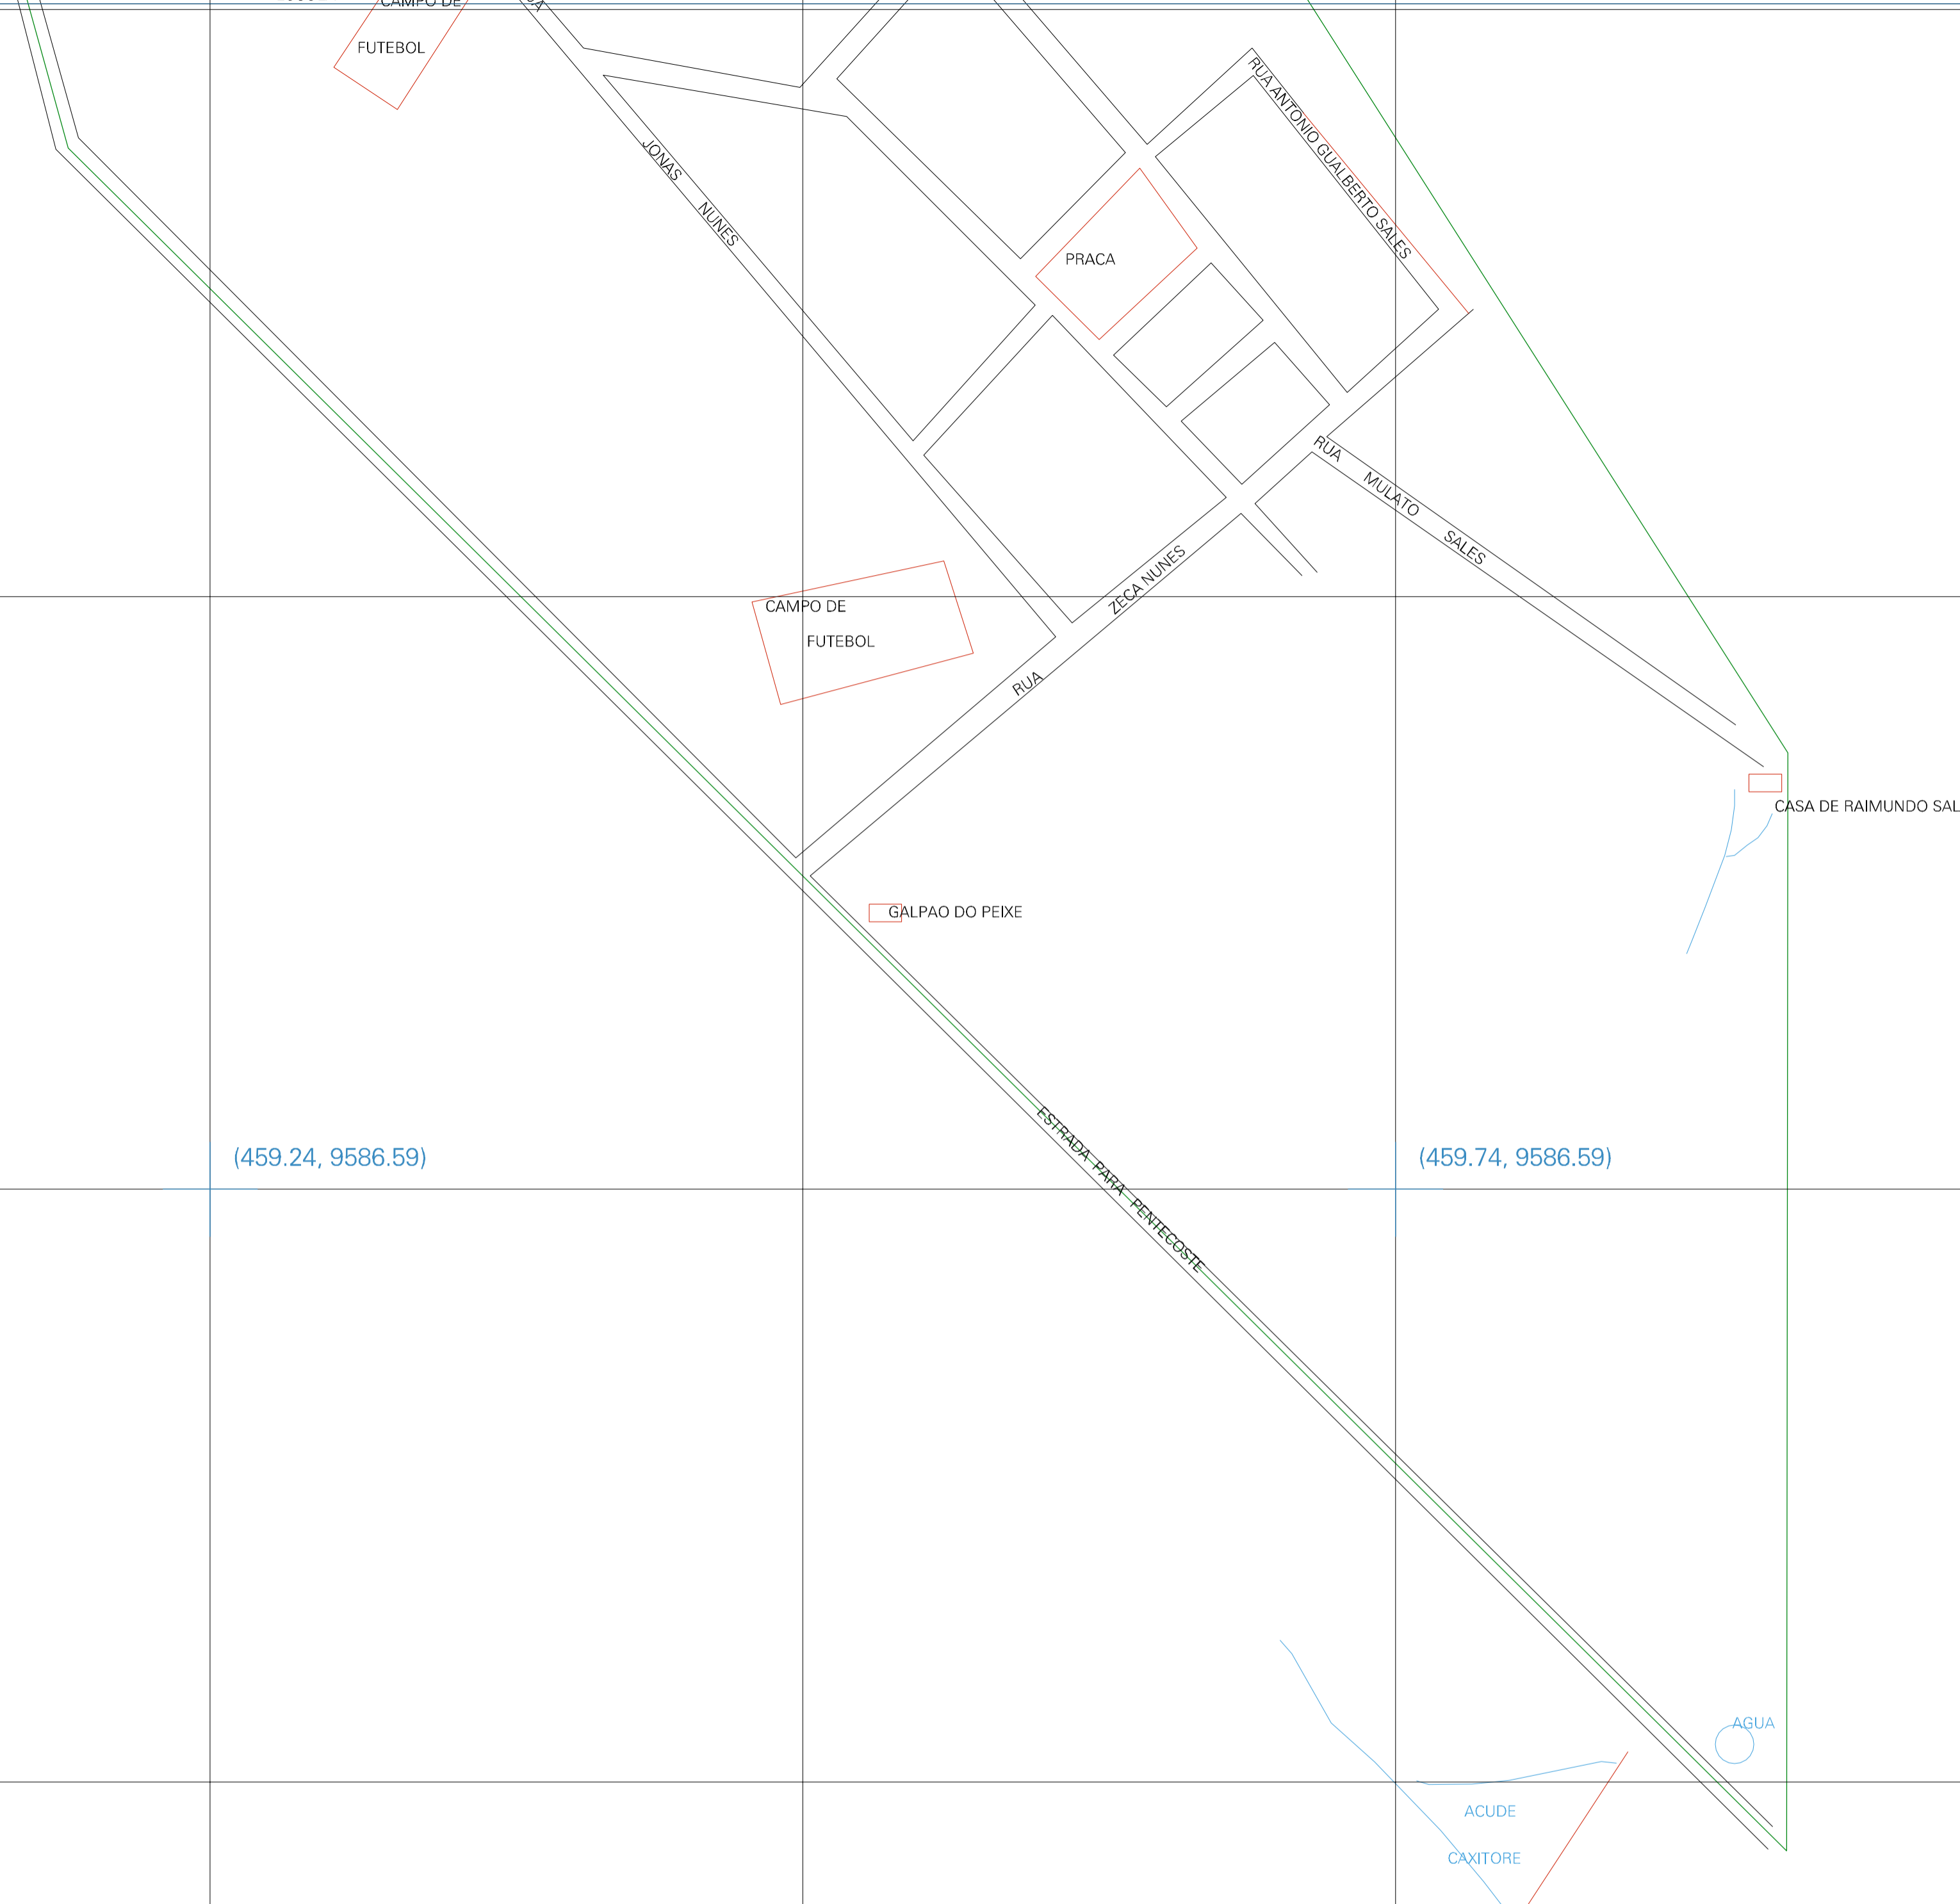 CAMPO DE
FUTEBOL
RUA ANTONIO GUALBERTO SALES
JONAS NUNES
PRACA
RUA MULATO SALES
RUA ZECA NUNES
CAMPO DE
FUTEBOL
CASA DE RAIMUNDO SAL
GALPAO DO PEIXE
ESTRADA PARA PENTECOSTE
(459.24, 9586.59)
(459.74, 9586.59)
AGUA
ACUDE
CAXITORE